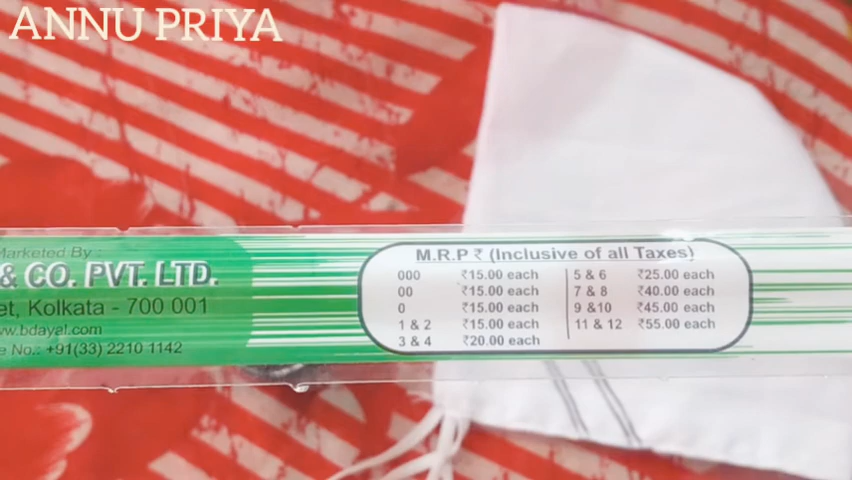 ANNU PRIYA
Marketed By :
& CO. PVT. LTD.
et, Kolkata - 700 001
ww.bdayal.com
e No.: +91(33) 2210 1142
M.R.P ₹ (Inclusive of all Taxes)
000 ₹15.00 each
00 ₹15.00 each
0 ₹15.00 each
1 & 2 ₹15.00 each
3 & 4 ₹20.00 each
5 & 6 ₹25.00 each
7 & 8 ₹40.00 each
9 &10 ₹45.00 each
11 & 12 ₹55.00 each